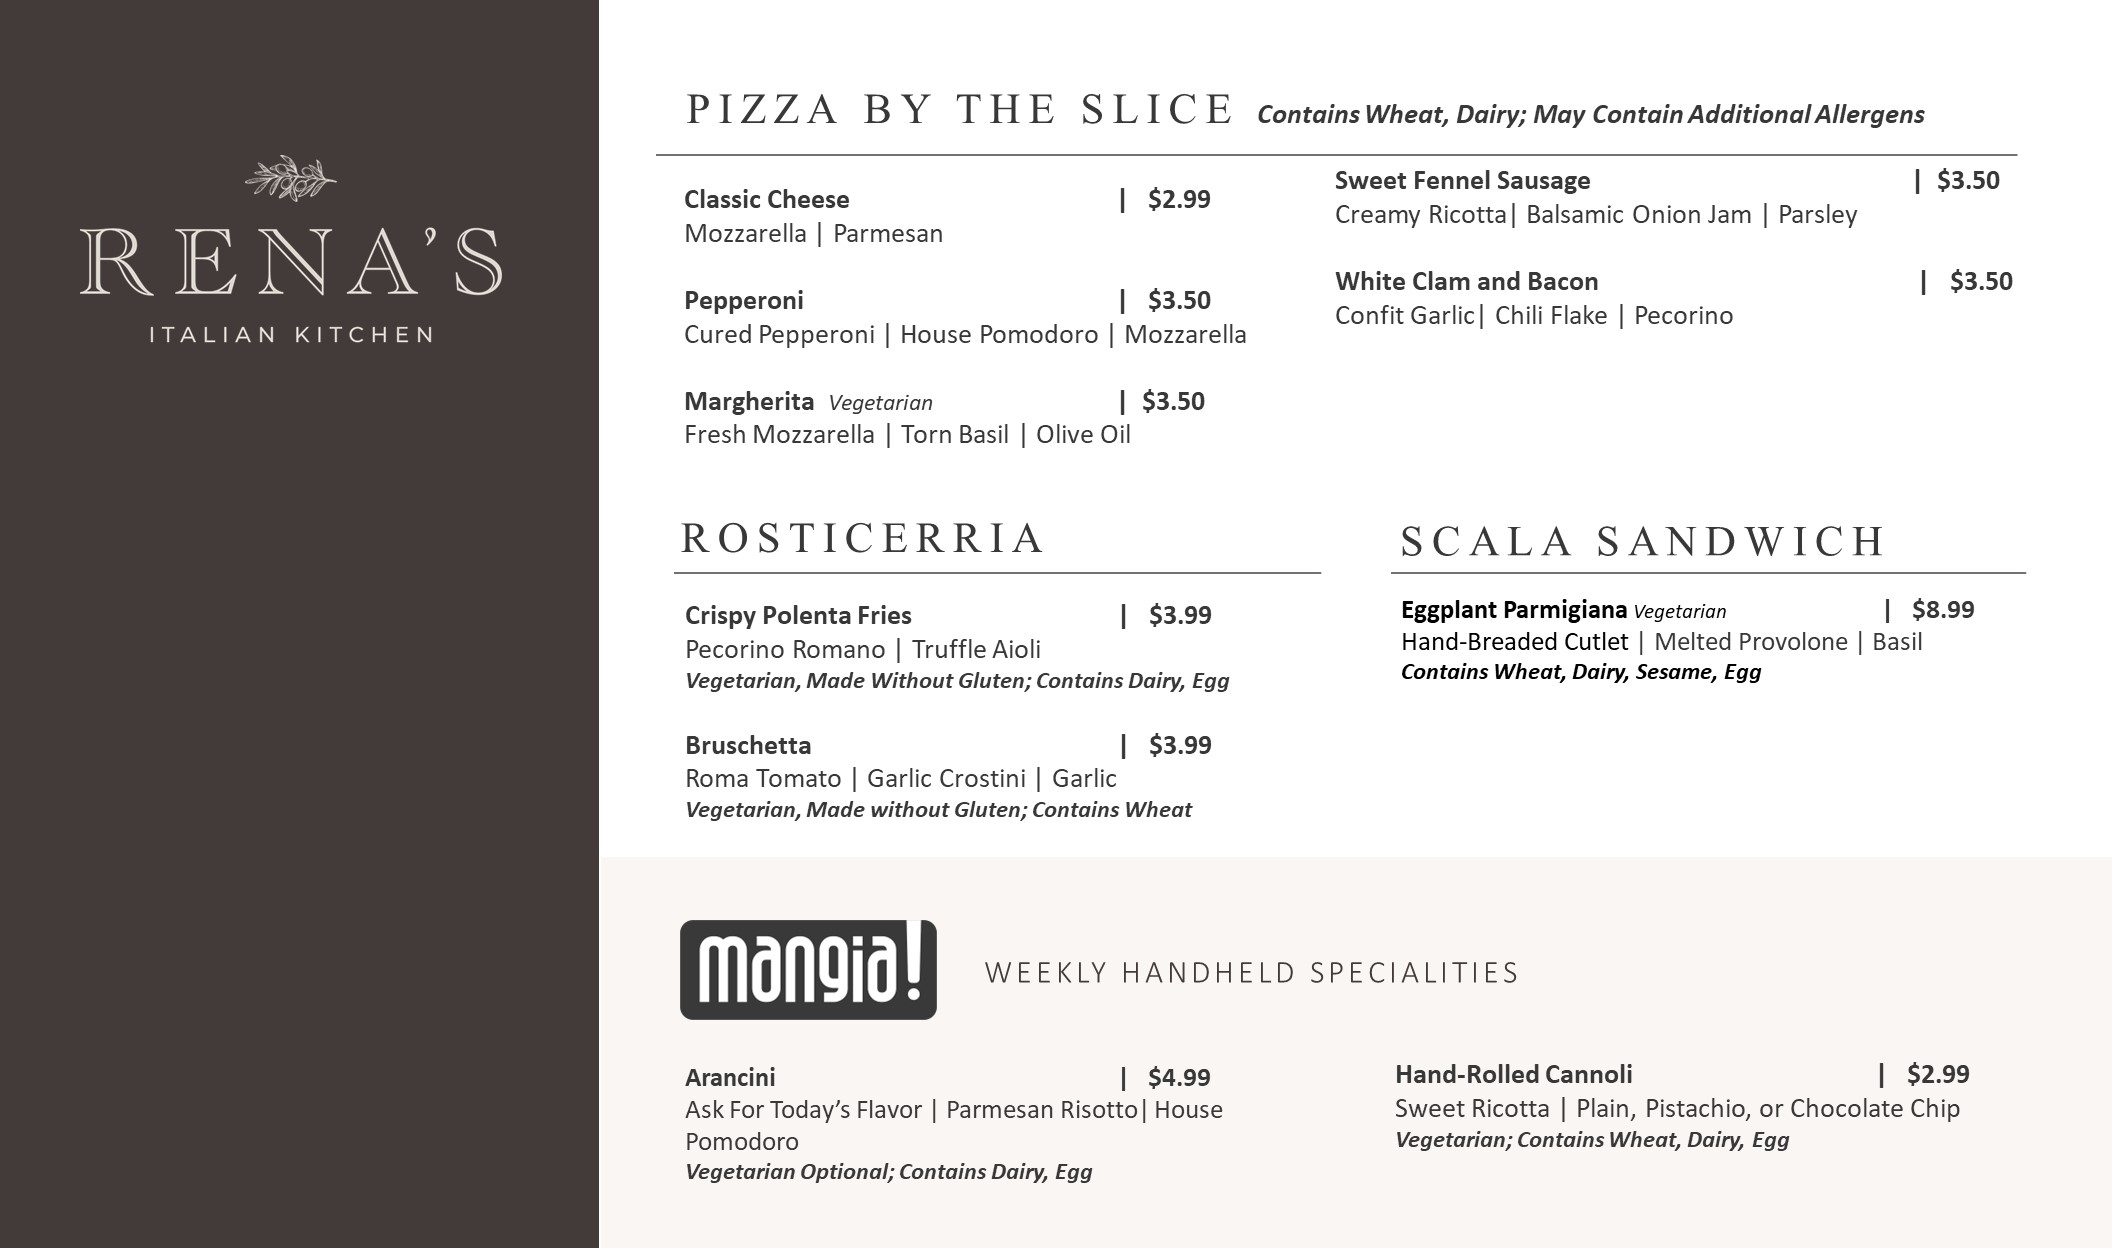 RENA'S
ITALIAN KITCHEN
PIZZA BY THE SLICE Contains Wheat, Dairy; May Contain Additional Allergens
Classic Cheese | $2.99
Mozzarella | Parmesan
Pepperoni | $3.50
Cured Pepperoni | House Pomodoro | Mozzarella
Margherita Vegetarian | $3.50
Fresh Mozzarella | Torn Basil | Olive Oil
Sweet Fennel Sausage | $3.50
Creamy Ricotta| Balsamic Onion Jam | Parsley
White Clam and Bacon | $3.50
Confit Garlic| Chili Flake | Pecorino
ROSTICERRIA
Crispy Polenta Fries | $3.99
Pecorino Romano | Truffle Aioli
Vegetarian, Made Without Gluten; Contains Dairy, Egg
Bruschetta | $3.99
Roma Tomato | Garlic Crostini | Garlic
Vegetarian, Made without Gluten; Contains Wheat
SCALA SANDWICH
Eggplant Parmigiana Vegetarian | $8.99
Hand-Breaded Cutlet | Melted Provolone | Basil
Contains Wheat, Dairy, Sesame, Egg
mangia!
WEEKLY HANDHELD SPECIALITIES
Arancini | $4.99
Ask For Today’s Flavor | Parmesan Risotto| House
Pomodoro
Vegetarian Optional; Contains Dairy, Egg
Hand-Rolled Cannoli | $2.99
Sweet Ricotta | Plain, Pistachio, or Chocolate Chip
Vegetarian; Contains Wheat, Dairy, Egg